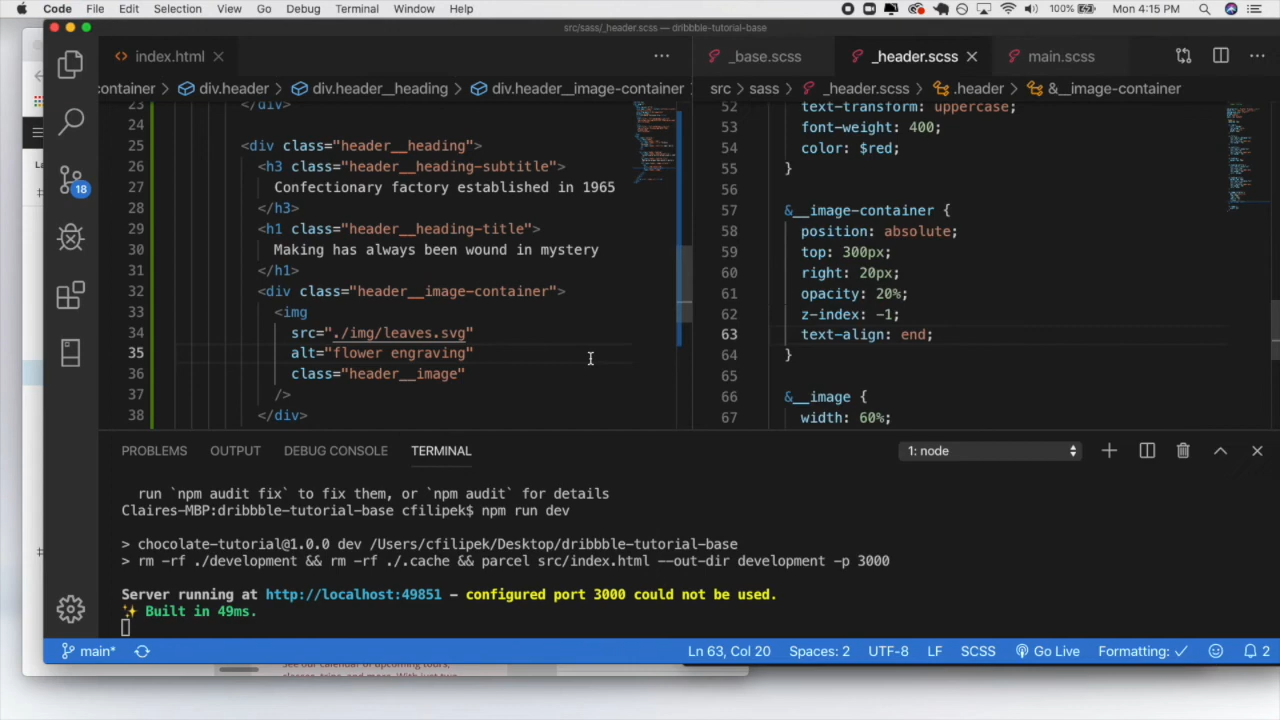 Code File Edit Selection View Go Debug Terminal Window Help 100% Mon 4:15 PM
src/sass/_header.scss — dribbble-tutorial-base
index.html
_base.scss _header.scss main.scss
container > div.header > div.header__heading > div.header__image-container
src > sass > _header.scss > .header > &__image-container
23 </div>
24
25 <div class="header__heading">
26 <h3 class="header__heading-subtitle">
27 Confectionary factory established in 1965
28 </h3>
29 <h1 class="header__heading-title">
30 Making has always been wound in mystery
31 </h1>
32 <div class="header__image-container">
33 <img
34 src="./img/leaves.svg"
35 alt="flower engraving"
36 class="header__image"
37 />
38 </div>
52 text-transform: uppercase;
53 font-weight: 400;
54 color: $red;
55 }
56
57 &__image-container {
58 position: absolute;
59 top: 300px;
60 right: 20px;
61 opacity: 20%;
62 z-index: -1;
63 text-align: end;
64 }
65
66 &__image {
67 width: 60%;
18
PROBLEMS OUTPUT DEBUG CONSOLE TERMINAL 1: node
run `npm audit fix` to fix them, or `npm audit` for details
Claires-MBP:dribbble-tutorial-base cfilipek$ npm run dev
> chocolate-tutorial@1.0.0 dev /Users/cfilipek/Desktop/dribbble-tutorial-base
> rm -rf ./development && rm -rf ./.cache && parcel src/index.html --out-dir development -p 3000
Server running at http://localhost:49851 - configured port 3000 could not be used.
✨ Built in 49ms.
main* Ln 63, Col 20 Spaces: 2 UTF-8 LF SCSS Go Live Formating: ✓ 2
See our calendar of upcoming tours,